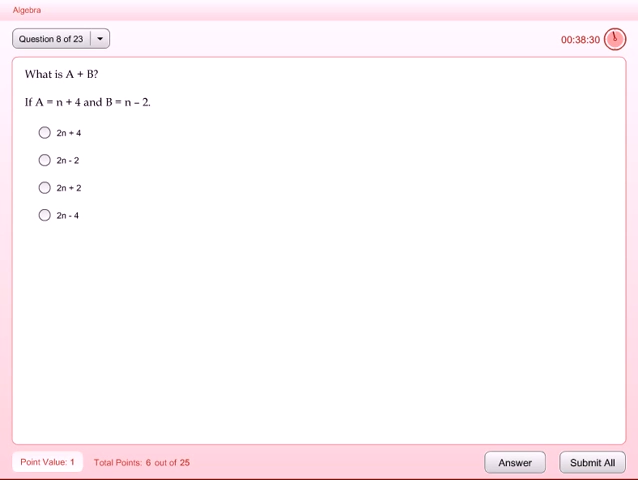 Algebra
Question 8 of 23
00:38:30
What is A + B?
If A = n + 4 and B = n – 2.
2n + 4
2n - 2
2n + 2
2n - 4
Point Value: 1
Total Points: 6 out of 25
Answer
Submit All